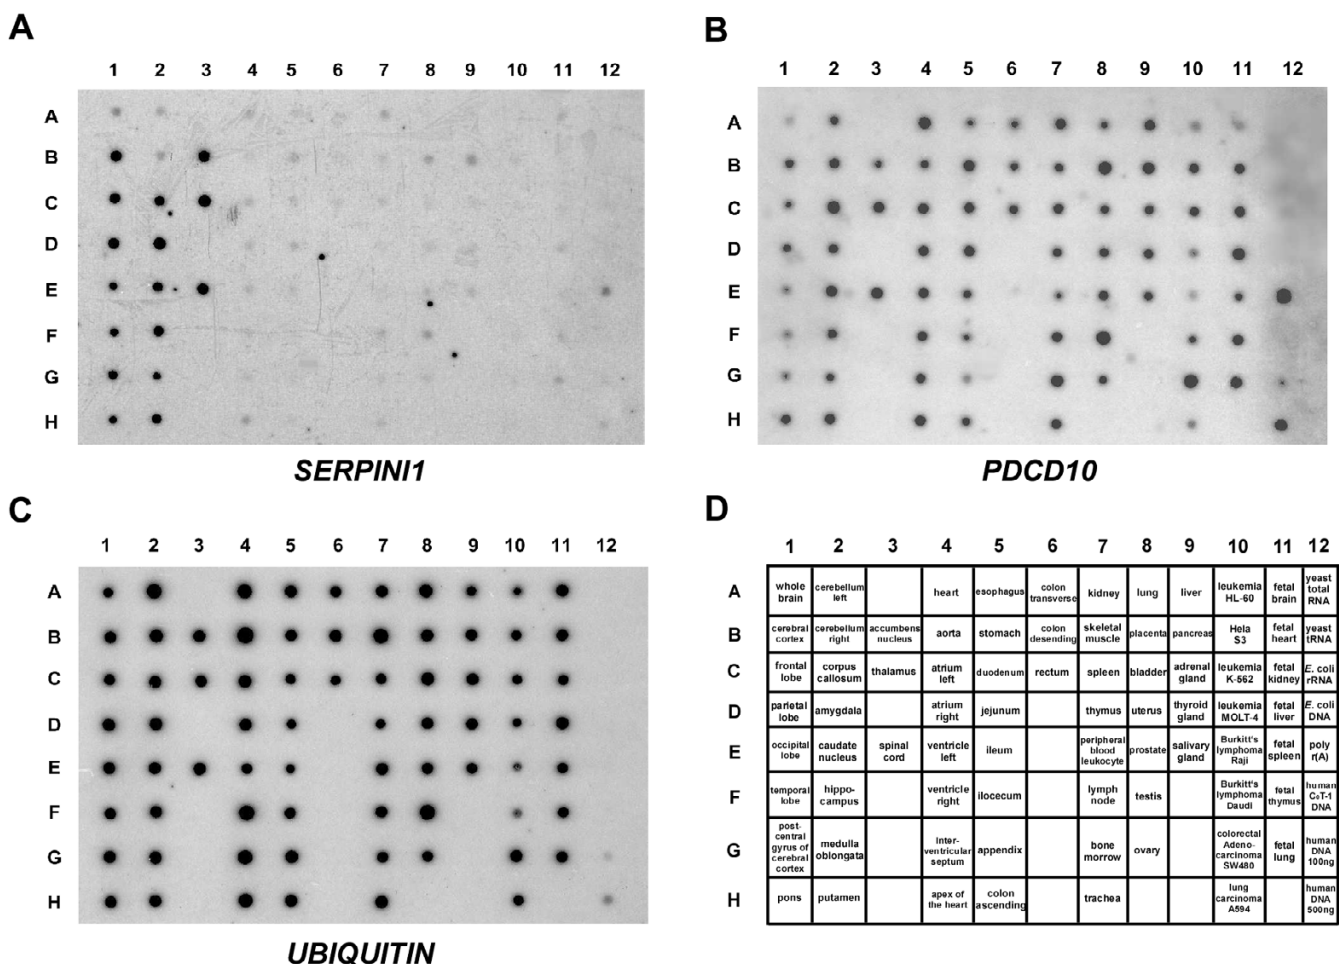 A
1 2 3 4 5 6 7 8 9 10 11 12
A
B
C
D
E
F
G
H
SERPINI1
B
1 2 3 4 5 6 7 8 9 10 11 12
A
B
C
D
E
F
G
H
PDCD10
C
1 2 3 4 5 6 7 8 9 10 11 12
A
B
C
D
E
F
G
H
UBIQUITIN
D
1 2 3 4 5 6 7 8 9 10 11 12
A whole brain cerebellum left heart esophagus colon transverse kidney lung liver leukemia HL-60 fetal brain yeast total RNA
B cerebral cortex cerebellum right accumbens nucleus aorta stomach colon desending skeletal muscle placenta pancreas Hela S3 fetal heart yeast tRNA
C frontal lobe corpus callosum thalamus atrium left duodenum rectum spleen bladder adrenal gland leukemia K-562 fetal kidney E. coli rRNA
D parietal lobe amygdala atrium right jejunum thymus uterus thyroid gland leukemia MOLT-4 fetal liver E. coli DNA
E occipital lobe caudate nucleus spinal cord ventricle left ileum peripheral blood leukocyte prostate salivary gland Burkitt's lymphoma Raji fetal spleen poly r(A)
F temporal lobe hippo-campus ventricle right ilocecum lymph node testis Burkitt's lymphoma Daudi fetal thymus human C₀T-1 DNA
G post-central gyrus of cerebral cortex medulla oblongata inter-ventricular septum appendix bone morrow ovary colorectal Adeno-carcinoma SW480 fetal lung human DNA 100ng
H pons putamen apex of the heart colon ascending trachea lung carcinoma A594 human DNA 500ng